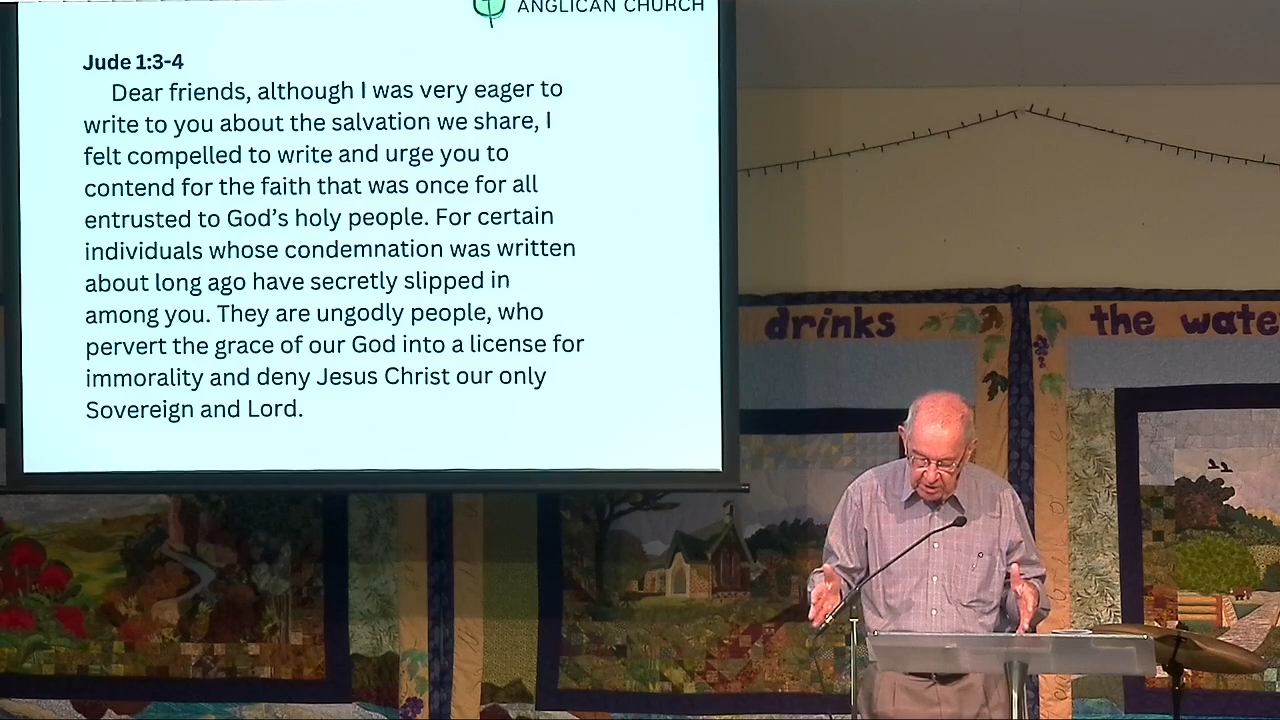 ANGLICAN CHURCH
Jude 1:3-4
Dear friends, although I was very eager to
write to you about the salvation we share, I
felt compelled to write and urge you to
contend for the faith that was once for all
entrusted to God's holy people. For certain
individuals whose condemnation was written
about long ago have secretly slipped in
among you. They are ungodly people, who
pervert the grace of our God into a license for
immorality and deny Jesus Christ our only
Sovereign and Lord.
drinks
the wate